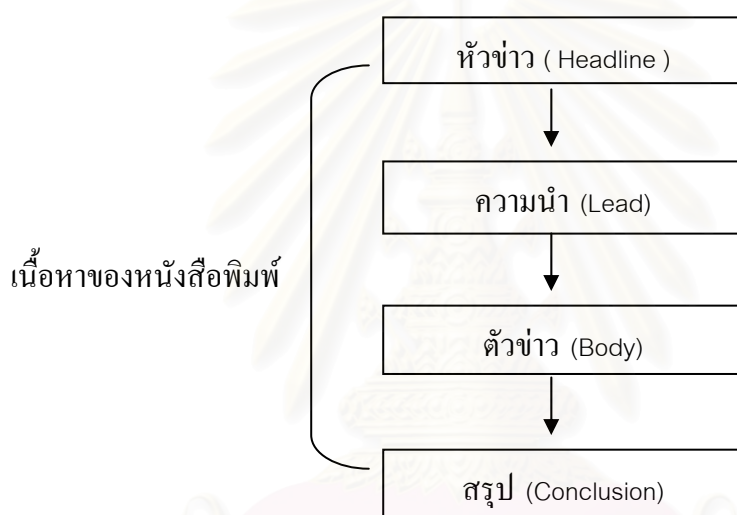 หัวข่าว ( Headline )
ความนำ (Lead)
เนื้อหาของหนังสือพิมพ์
ตัวข่าว (Body)
สรุป (Conclusion)